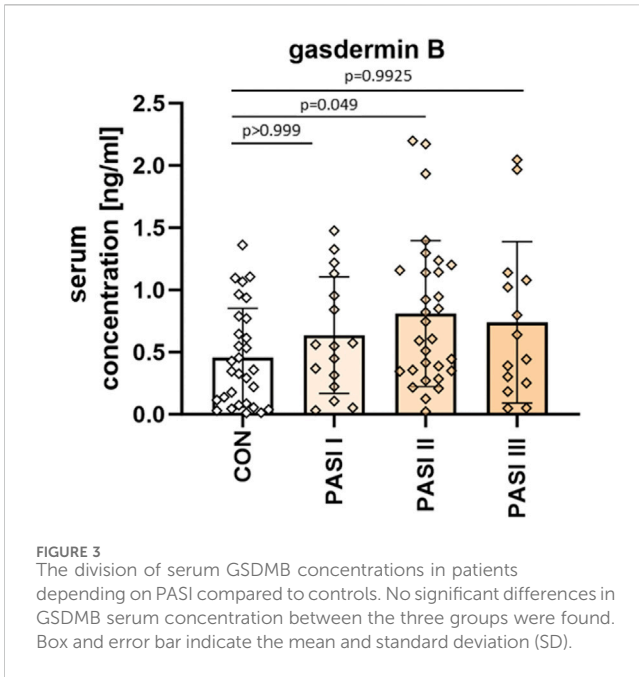 gasdermin B
p=0.9925
p=0.049
p>0.999
serum
concentration [ng/ml]
2.5
2.0
1.5
1.0
0.5
0.0
CON
PASI I
PASI II
PASI III
FIGURE 3
The division of serum GSDMB concentrations in patients
depending on PASI compared to controls. No significant differences in
GSDMB serum concentration between the three groups were found.
Box and error bar indicate the mean and standard deviation (SD).